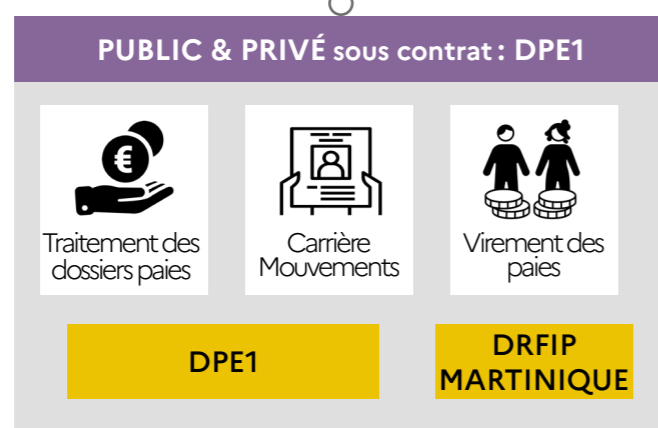 PUBLIC & PRIVÉ sous contrat : DPE1
€
Traitement des
dossiers paies
Carrière
Mouvements
Virement des
paies
DPE1
DRFIP
MARTINIQUE